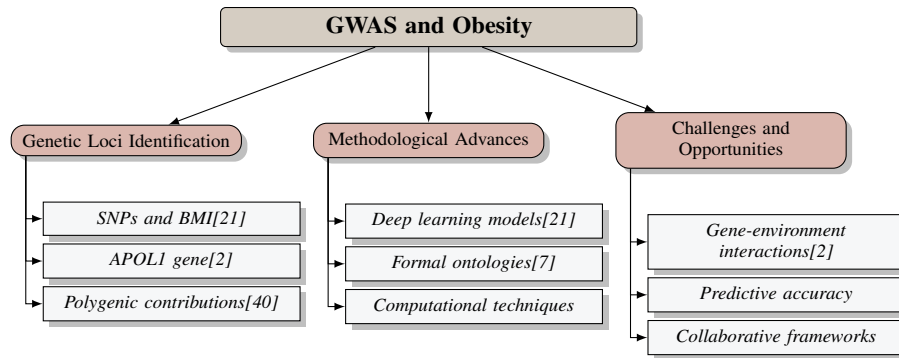 GWAS and Obesity
Genetic Loci Identification
SNPs and BMI[21]
APOL1 gene[2]
Polygenic contributions[40]
Methodological Advances
Deep learning models[21]
Formal ontologies[7]
Computational techniques
Challenges and
Opportunities
Gene-environment
interactions[2]
Predictive accuracy
Collaborative frameworks